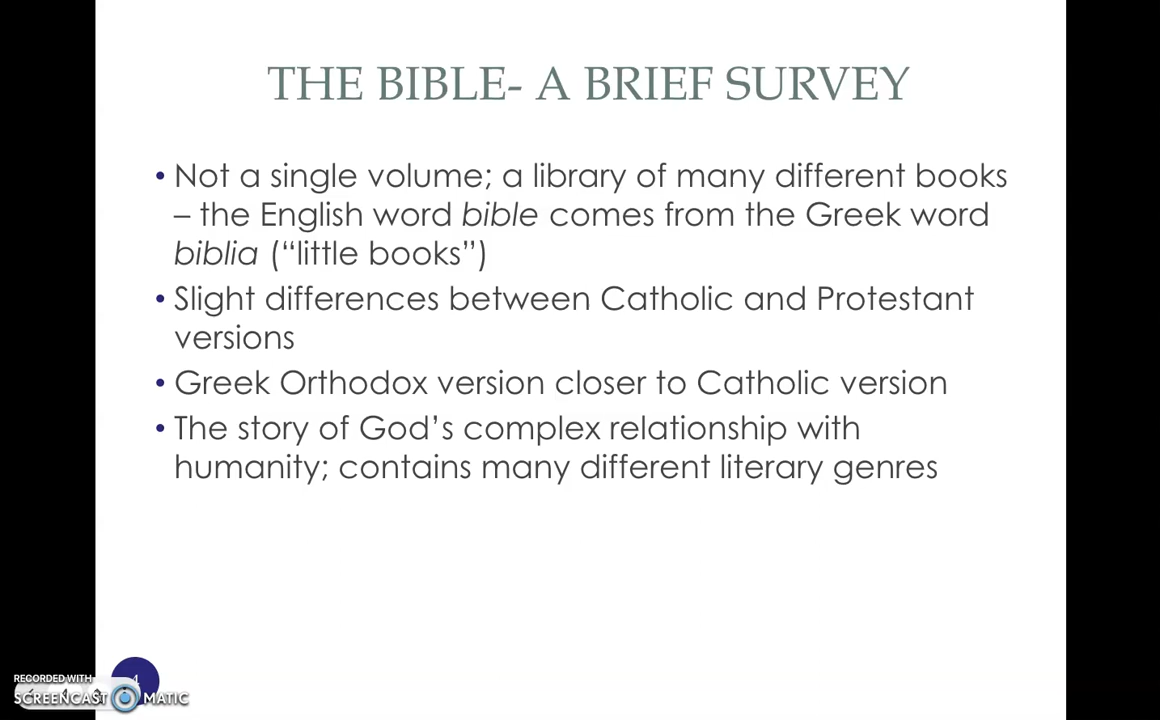 THE BIBLE- A BRIEF SURVEY
• Not a single volume; a library of many different books
– the English word bible comes from the Greek word
biblia (“little books”)
• Slight differences between Catholic and Protestant
versions
• Greek Orthodox version closer to Catholic version
• The story of God’s complex relationship with
humanity; contains many different literary genres
4
RECORDED WITH
SCREENCAST MATIC